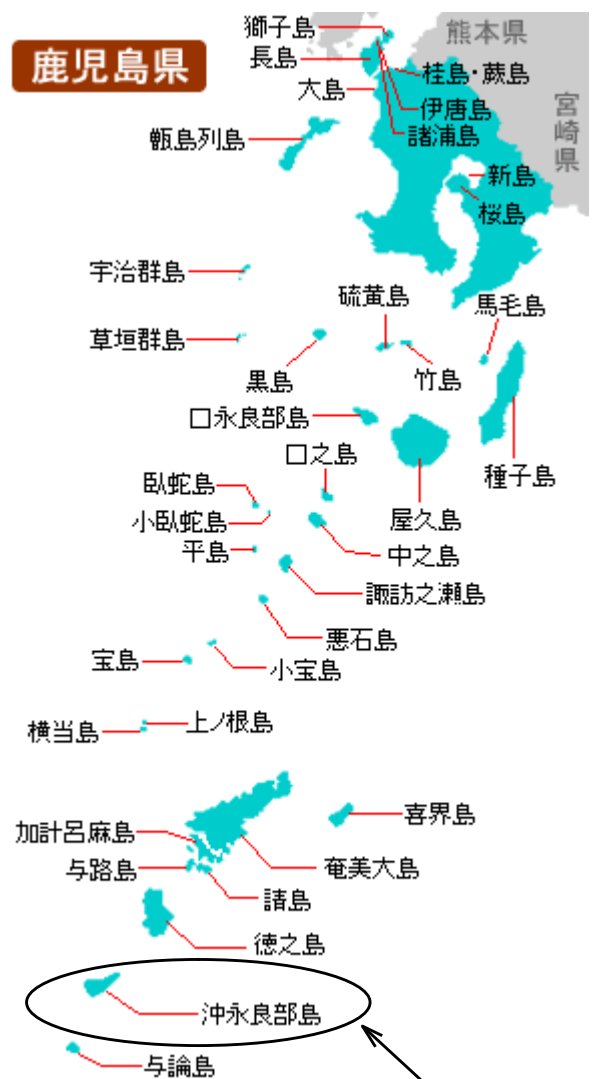 獅子島
熊本県
鹿児島県
長島
桂島・蕨島
大島
伊唐島
宮崎県
諸浦島
甑島列島
新島
桜島
宇治群島
硫黄島
馬毛島
草垣群島
黒島
竹島
口永良部島
口之島
種子島
臥蛇島
小臥蛇島
屋久島
平島
中之島
諏訪之瀬島
悪石島
宝島
小宝島
上ノ根島
横当島
喜界島
加計呂麻島
与路島
奄美大島
請島
徳之島
沖永良部島
与論島